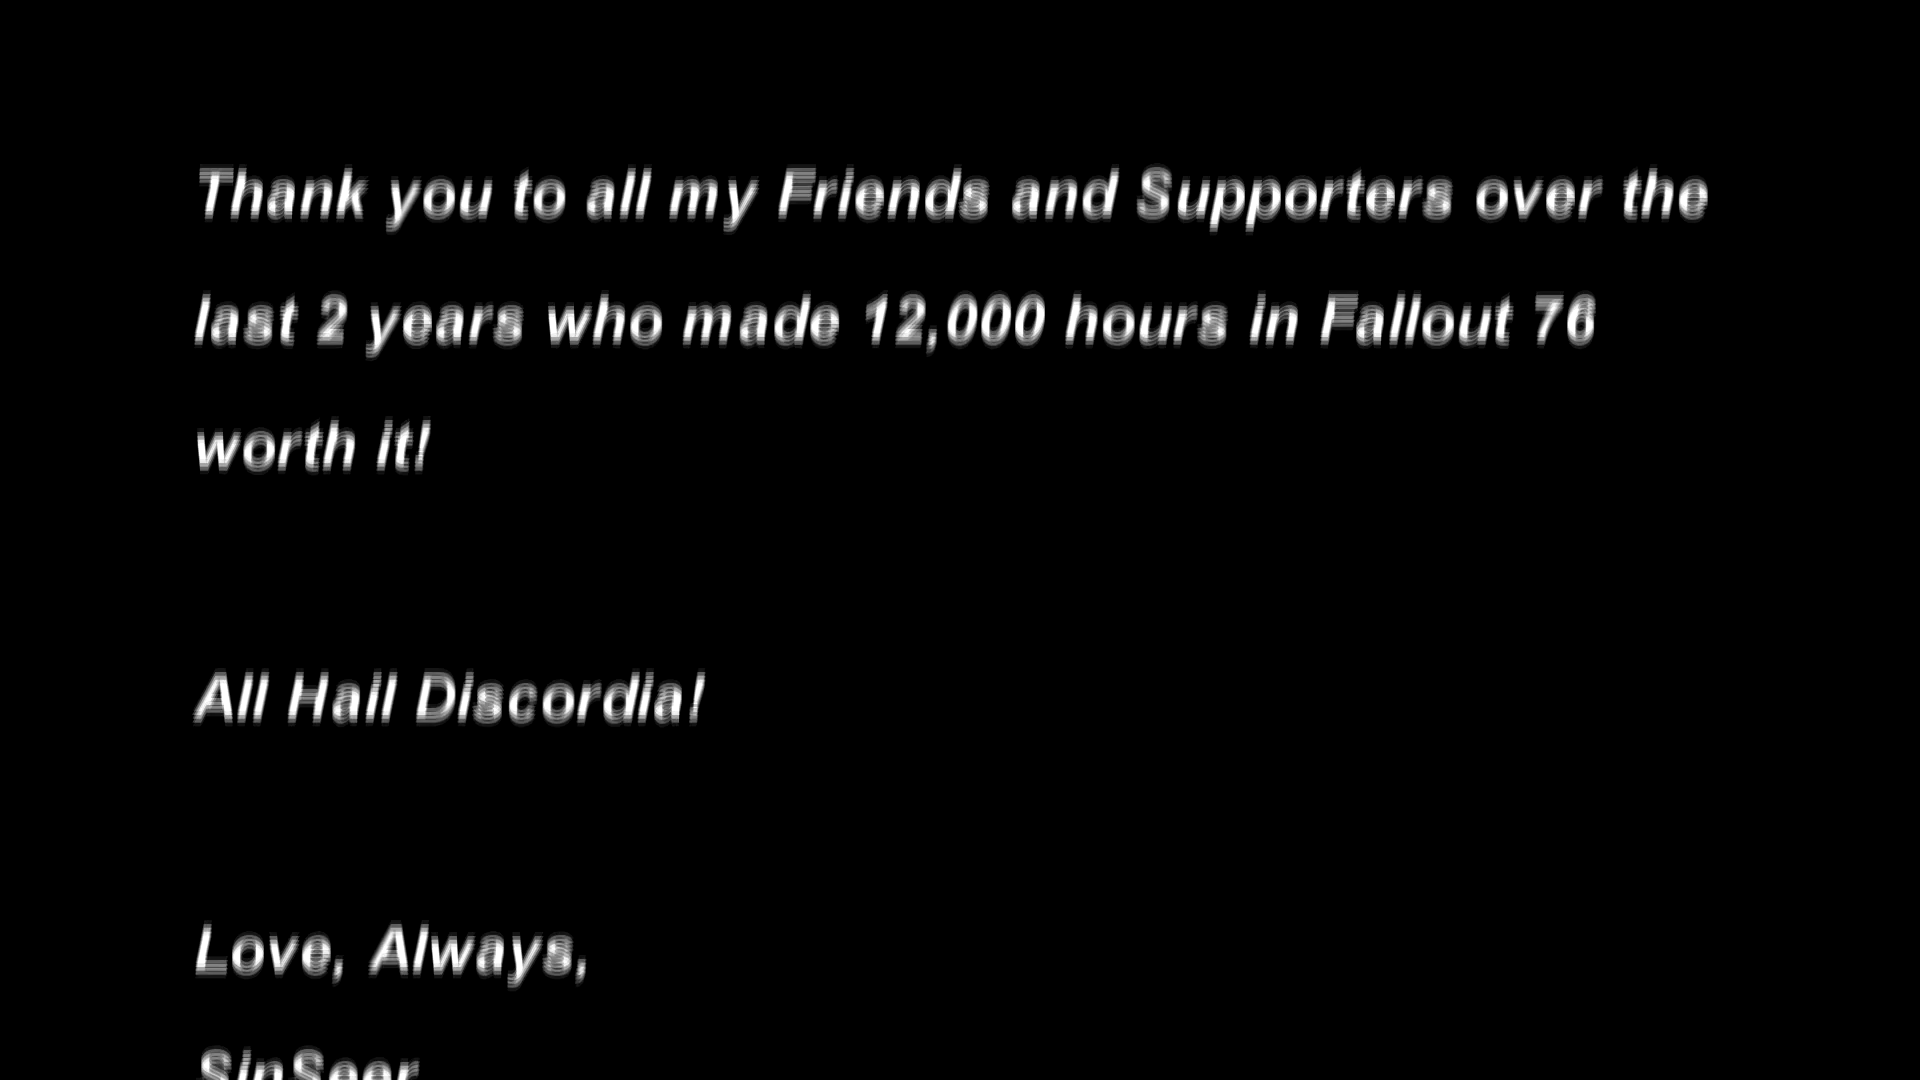 Thank you to all my Friends and Supporters over the
last 2 years who made 12,000 hours in Fallout 76
worth it!
All Hail Discordia!
Love, Always,
SinSeer